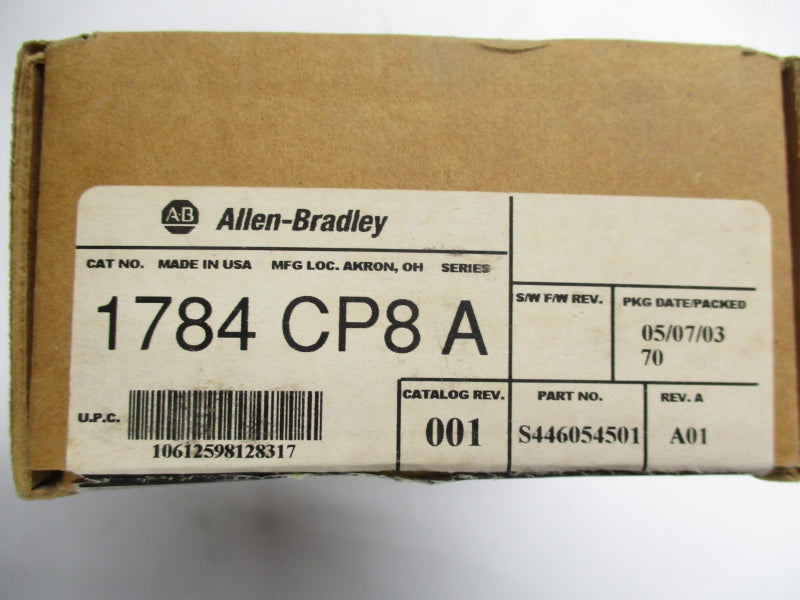 A-B Allen-Bradley
CAT NO. MADE IN USA MFG LOC. AKRON, OH SERIES
1784 CP8 A
S/W F/W REV.
PKG DATE/PACKED
05/07/03
70
U.P.C.
10612598128317
CATALOG REV.
001
PART NO.
S446054501
REV. A
A01